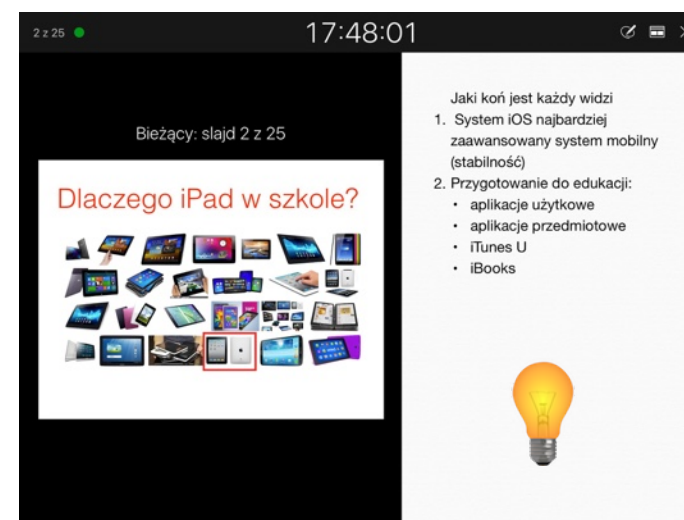 2 z 25
17:48:01
Bieżący: slajd 2 z 25
Dlaczego iPad w szkole?
Jaki koń jest każdy widzi
1. System iOS najbardziej
zaawansowany system mobilny
(stabilność)
2. Przygotowanie do edukacji:
• aplikacje użytkowe
• aplikacje przedmiotowe
• iTunes U
• iBooks